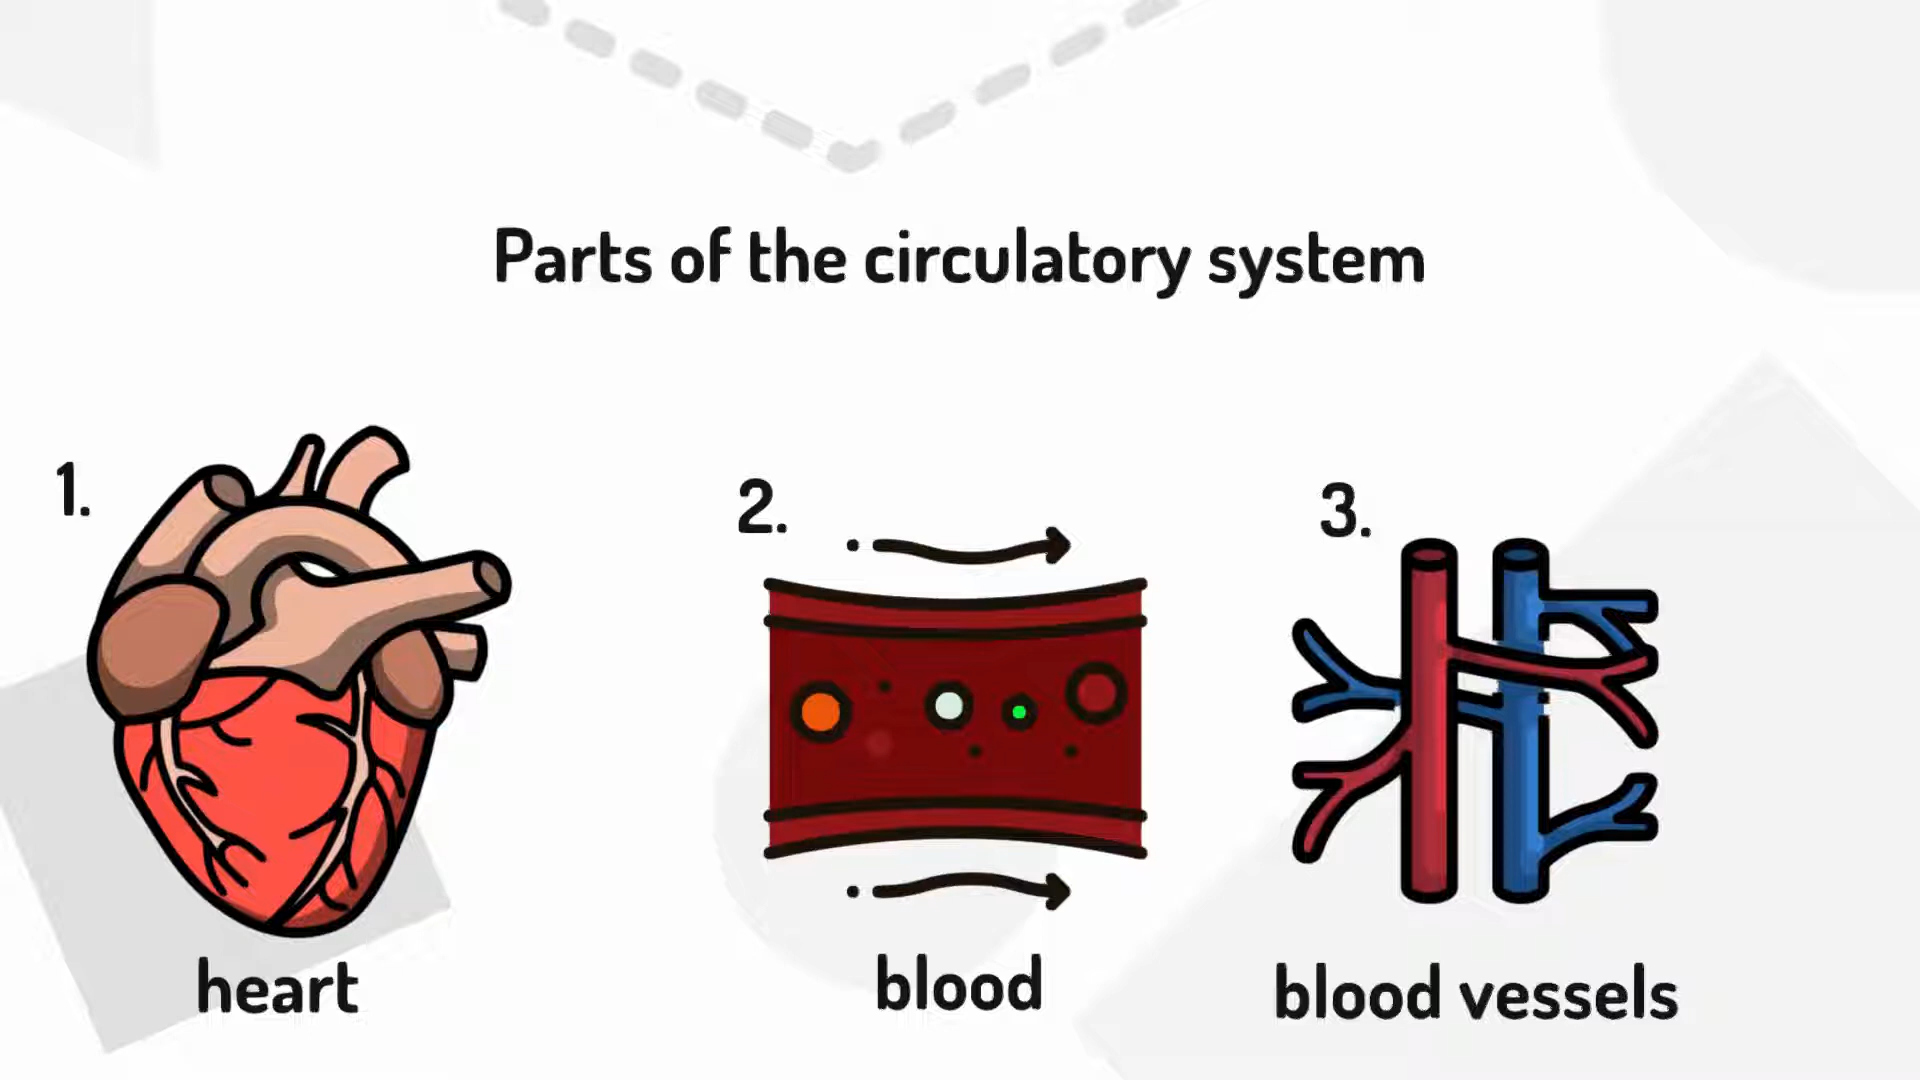 Parts of the circulatory system
1.
2.
3.
heart
blood
blood vessels